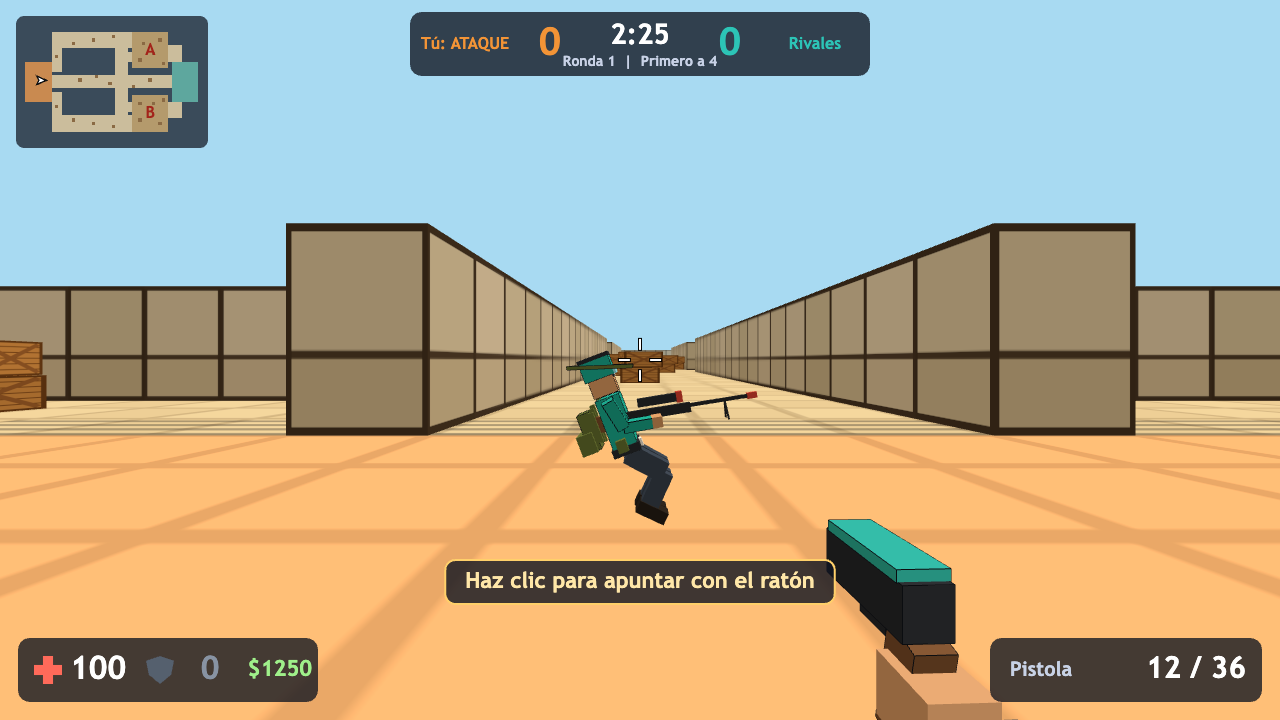 A
B
Tú: ATAQUE 0 2:25 0 Rivales
Ronda 1 | Primero a 4
Haz clic para apuntar con el ratón
100 0 $1250
Pistola 12 / 36